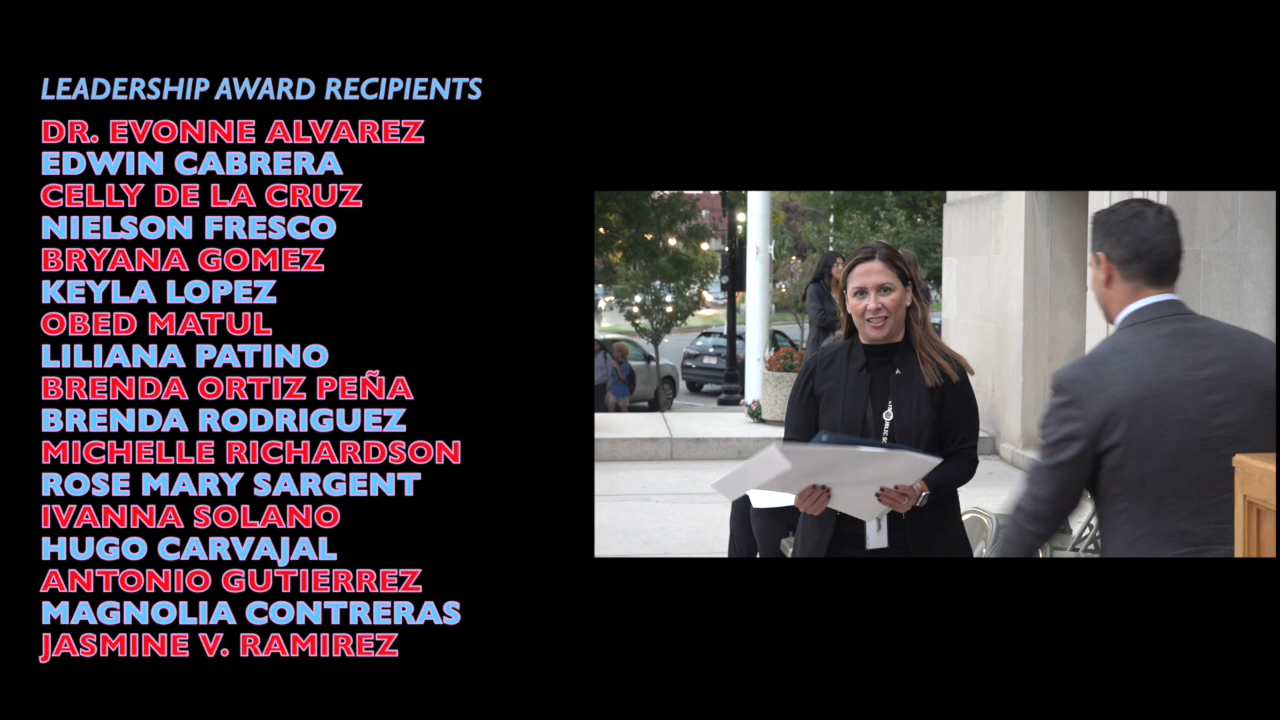 LEADERSHIP AWARD RECIPIENTS
DR. EVONNE ALVAREZ
EDWIN CABRERA
CELLY DE LA CRUZ
NIELSON FRESCO
BRYANA GOMEZ
KEYLA LOPEZ
OBED MATUL
LILIANA PATINO
BRENDA ORTIZ PEÑA
BRENDA RODRIGUEZ
MICHELLE RICHARDSON
ROSE MARY SARGENT
IVANNA SOLANO
HUGO CARVAJAL
ANTONIO GUTIERREZ
MAGNOLIA CONTRERAS
JASMINE V. RAMIREZ